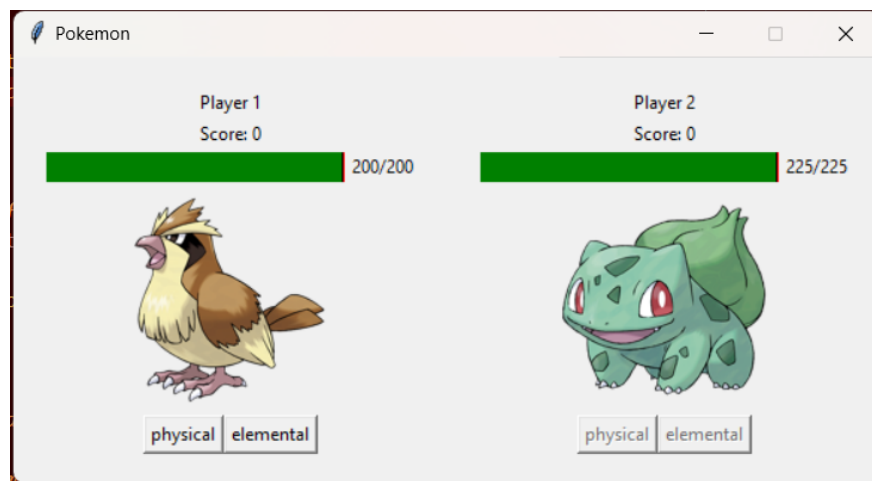 Pokemon
Player 1
Score: 0
200/200
physical elemental
Player 2
Score: 0
225/225
physical elemental